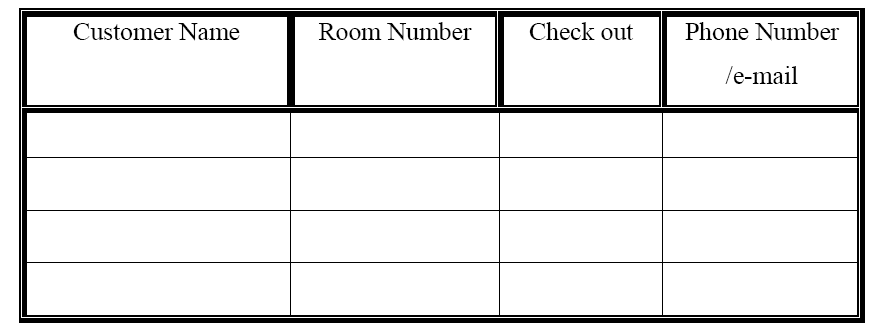 Customer Name
Room Number
Check out
Phone Number
/e-mail